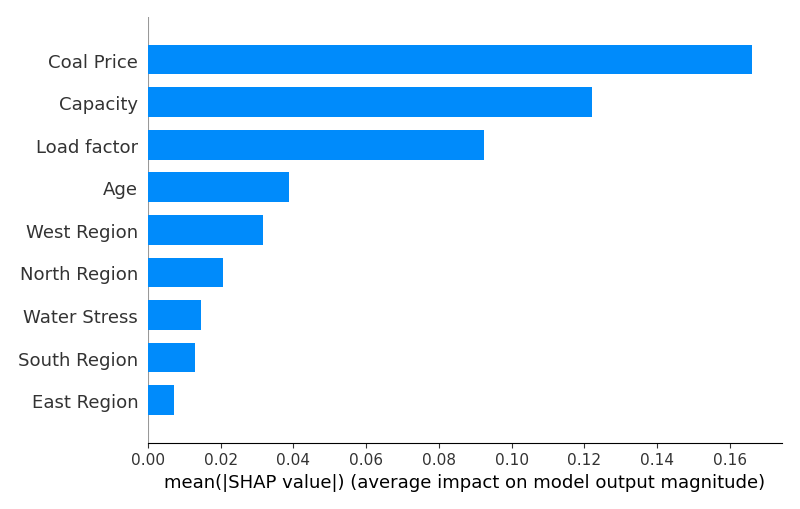 Coal Price
Capacity
Load factor
Age
West Region
North Region
Water Stress
South Region
East Region
0.00 0.02 0.04 0.06 0.08 0.10 0.12 0.14 0.16
mean(|SHAP value|) (average impact on model output magnitude)